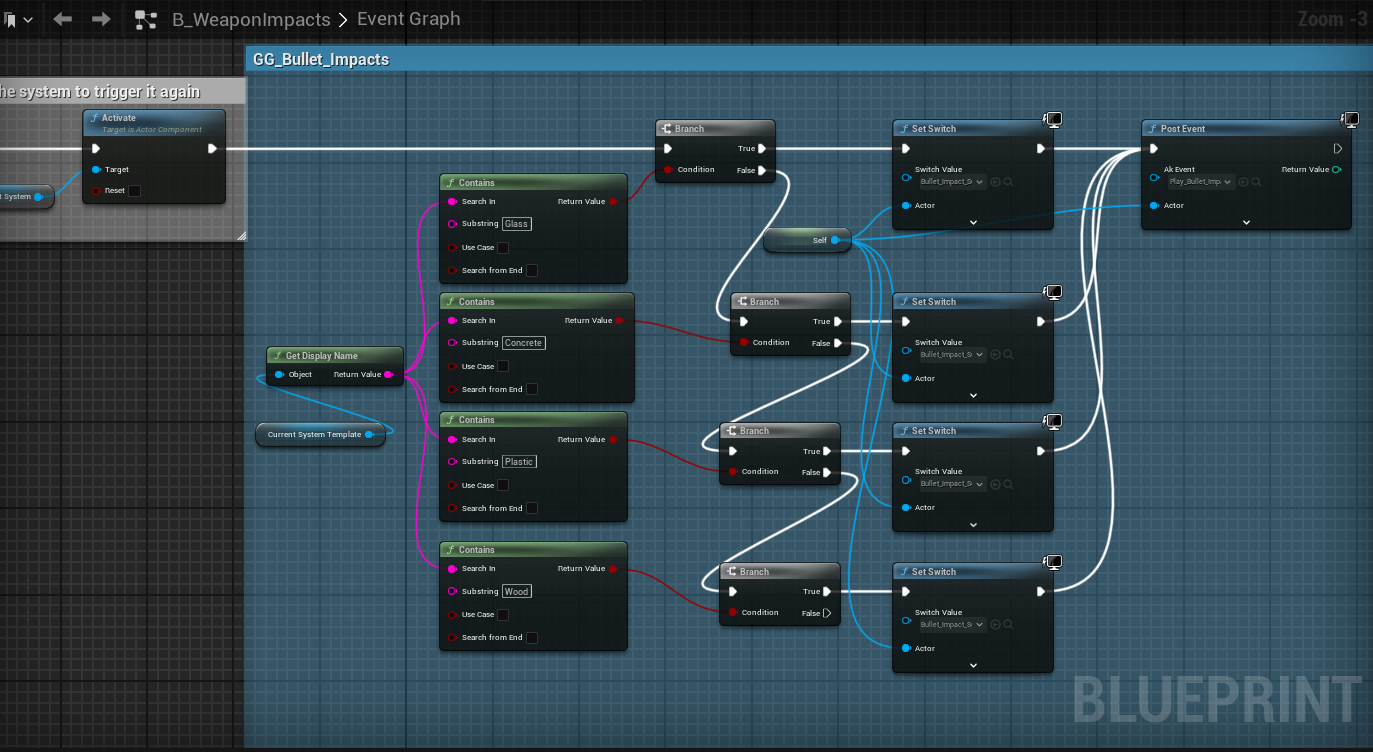 B_WeaponImpacts > Event Graph
Zoom -3
GG_Bullet_Impacts
he system to trigger it again
Activate
Target is Actor Component
Target
Reset
System
Branch
True
Condition
False
Set Switch
Switch Value
Bullet_Impact_S
Actor
Post Event
Ak Event
Return Value
Play_Bullet_Imp
Actor
Contains
Search In
Return Value
Substring
Glass
Use Case
Search from End
Self
Contains
Search In
Return Value
Substring
Concrete
Use Case
Search from End
Branch
True
Condition
False
Set Switch
Switch Value
Bullet_Impact_S
Actor
Get Display Name
Object
Return Value
Current System Template
Contains
Search In
Return Value
Substring
Plastic
Use Case
Search from End
Branch
True
Condition
False
Set Switch
Switch Value
Bullet_Impact_S
Actor
Contains
Search In
Return Value
Substring
Wood
Use Case
Search from End
Branch
True
Condition
False
Set Switch
Switch Value
Bullet_Impact_S
Actor
BLUEPRINT